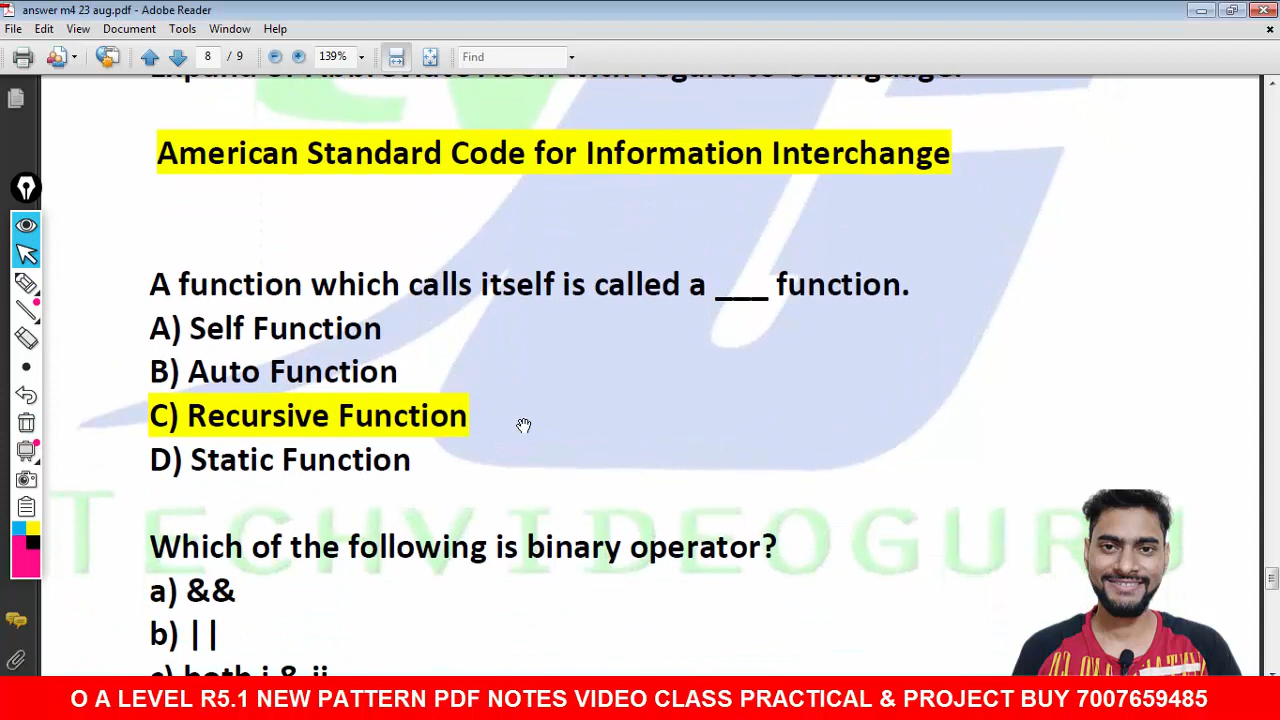 answer m4 23 aug.pdf - Adobe Reader
File Edit View Document Tools Window Help
8 / 9 139% Find
American Standard Code for Information Interchange
A function which calls itself is called a ___ function.
A) Self Function
B) Auto Function
C) Recursive Function
D) Static Function
TECHVIDEOGURU
Which of the following is binary operator?
a) &&
b) ||
O A LEVEL R5.1 NEW PATTERN PDF NOTES VIDEO CLASS PRACTICAL & PROJECT BUY 7007659485